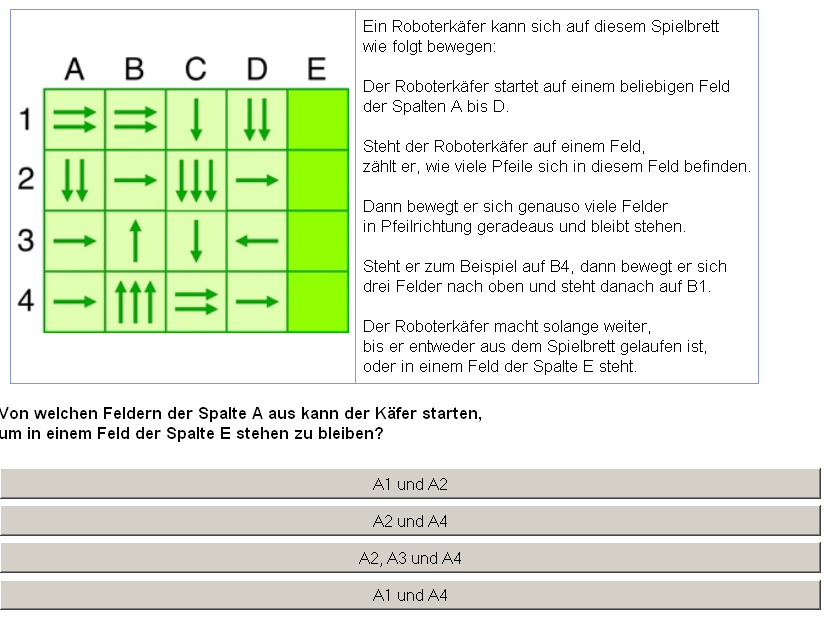 A B C D E
1
2
3
4
Ein Roboterkäfer kann sich auf diesem Spielbrett
wie folgt bewegen:
Der Roboterkäfer startet auf einem beliebigen Feld
der Spalten A bis D.
Steht der Roboterkäfer auf einem Feld,
zählt er, wie viele Pfeile sich in diesem Feld befinden.
Dann bewegt er sich genauso viele Felder
in Pfeilrichtung geradeaus und bleibt stehen.
Steht er zum Beispiel auf B4, dann bewegt er sich
drei Felder nach oben und steht danach auf B1.
Der Roboterkäfer macht solange weiter,
bis er entweder aus dem Spielbrett gelaufen ist,
oder in einem Feld der Spalte E steht.
Von welchen Feldern der Spalte A aus kann der Käfer starten,
um in einem Feld der Spalte E stehen zu bleiben?
A1 und A2
A2 und A4
A2, A3 und A4
A1 und A4